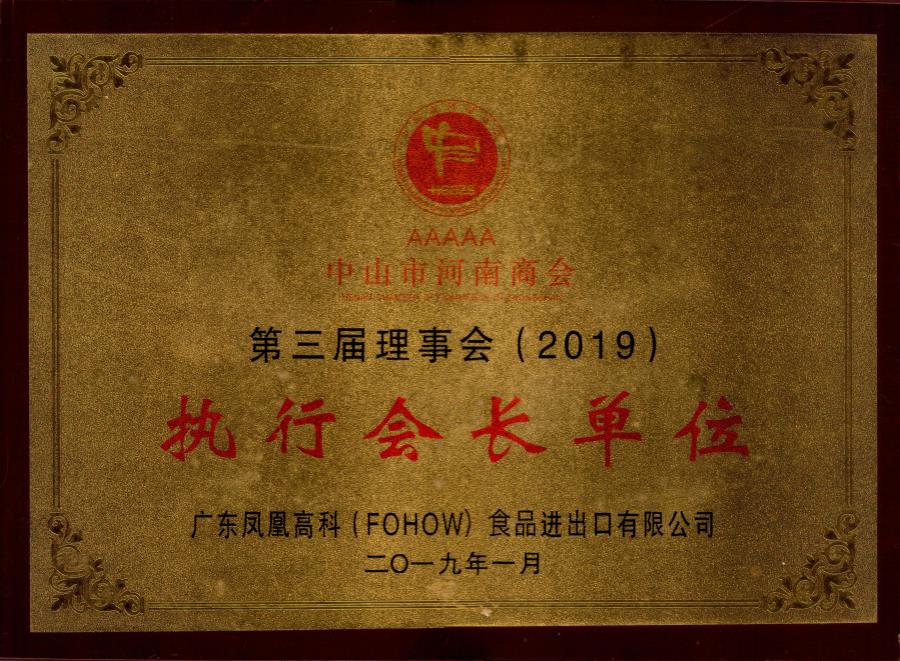 HCCZS
AAAAA
中山市河南商会
第三届理事会（2019）
执行会长单位
广东凤凰高科（FOHOW）食品进出口有限公司
二〇一九年一月